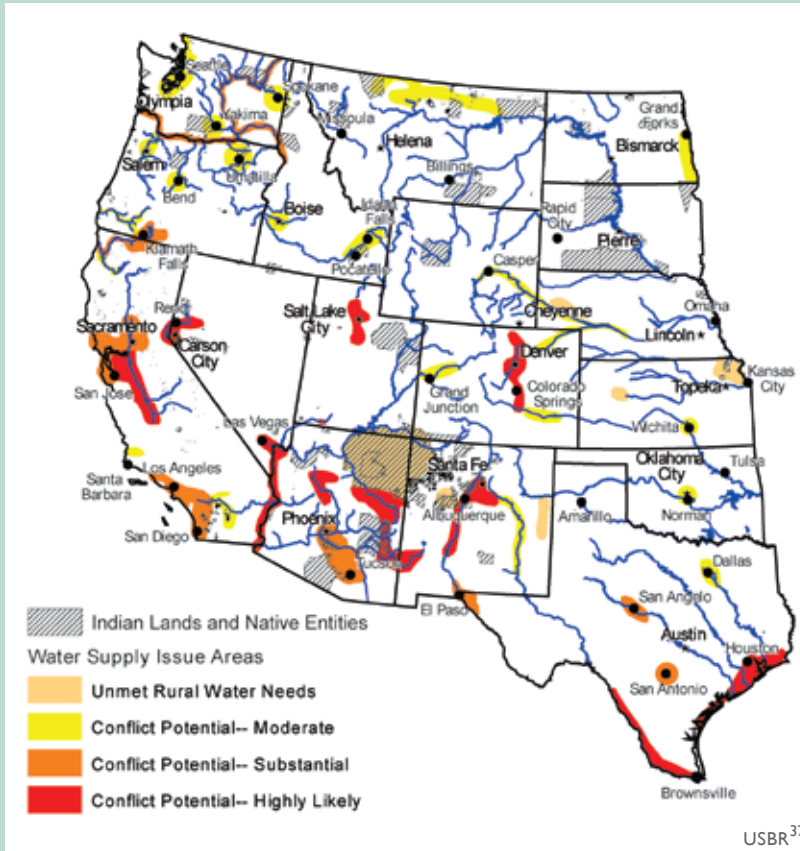 Seattle
Olympia
Spokane
Yakima
Missoula
Helena
Grand
Forks
Bismarck
Salem
Umatilla
Bend
Billings
Boise
Idaho
Falls
Rapid
City
Pierre
Klamath
Falls
Pocatello
Casper
Reno
Salt Lake
City
Cheyenne
Omaha
Sacramento
Carson
City
Lincoln
Denver
San Jose
Grand
Junction
Colorado
Springs
Topeka
Kansas
City
Las Vegas
Wichita
Santa Fe
Oklahoma
City
Tulsa
Santa
Barbara
Los Angeles
Phoenix
Albuquerque
Amarillo
Norman
San Diego
Tucson
Dallas
El Paso
San Angelo
Austin
Houston
San Antonio
Brownsville
Indian Lands and Native Entities
Water Supply Issue Areas
Unmet Rural Water Needs
Conflict Potential-- Moderate
Conflict Potential-- Substantial
Conflict Potential-- Highly Likely
USBR37